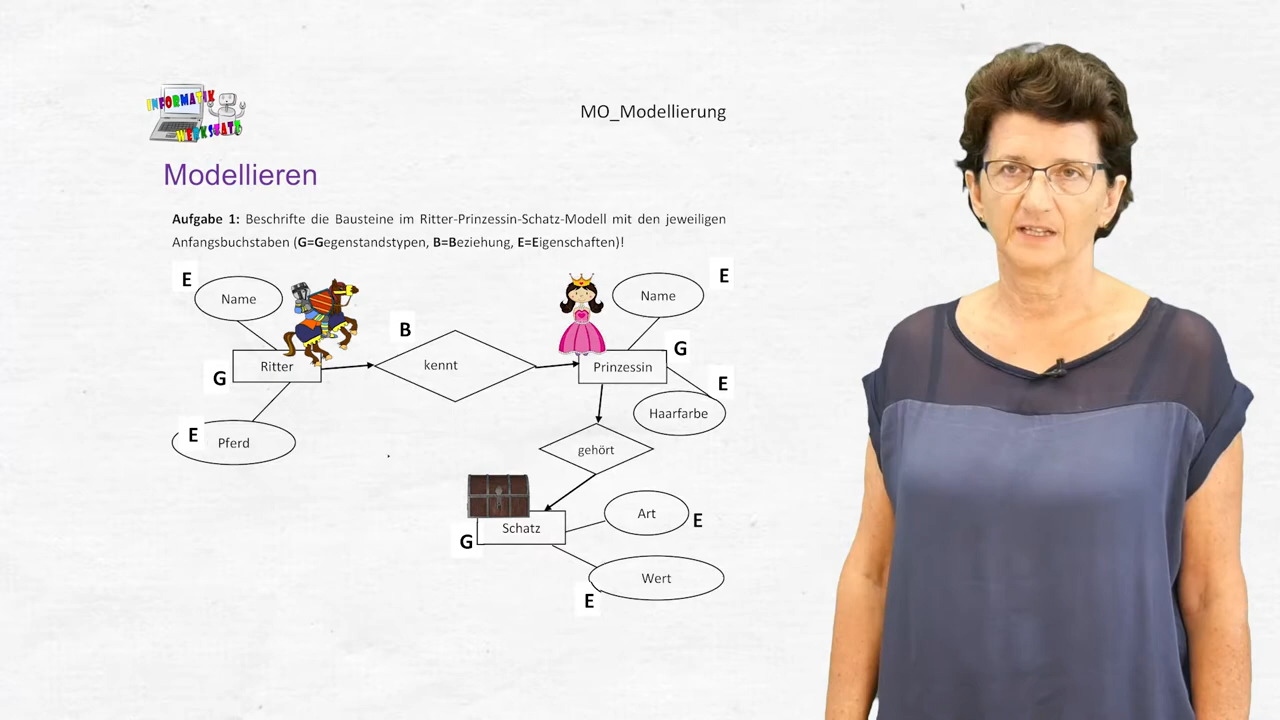 INFORMATIK
WERKSTATT
MO_Modellierung
Modellieren
Aufgabe 1: Beschrifte die Bausteine im Ritter-Prinzessin-Schatz-Modell mit den jeweiligen
Anfangsbuchstaben (G=Gegenstandstypen, B=Beziehung, E=Eigenschaften)!
E
Name
E
Name
B
G
Ritter
kennt
Prinzessin
G
E
Haarfarbe
E
Pferd
gehört
G
Schatz
Art
E
Wert
E